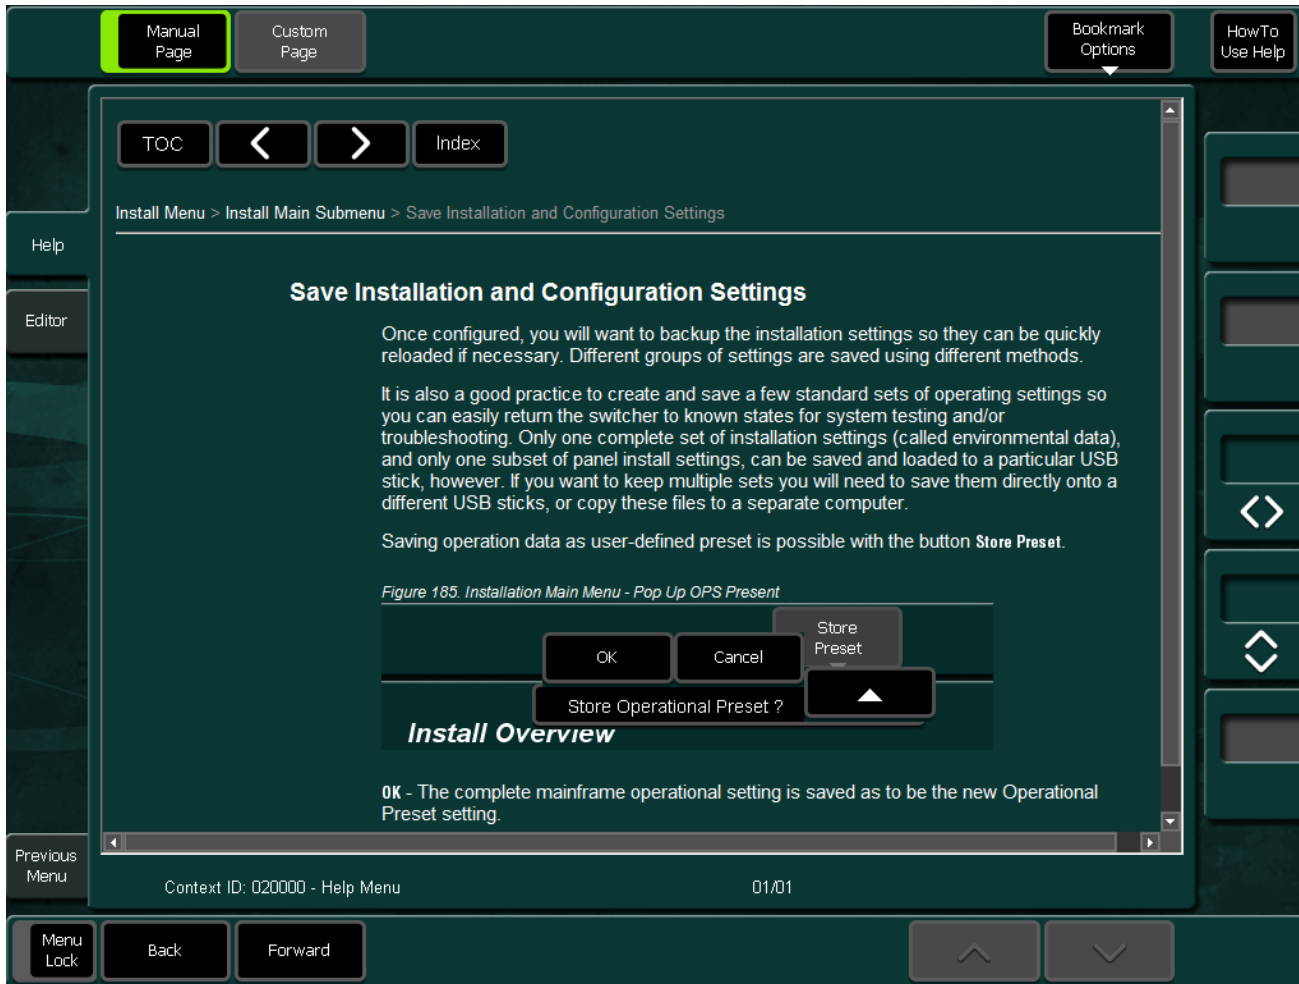 Manual
Page
Custom
Page
Bookmark
Options
HowTo
Use Help
TOC
Index
Install Menu > Install Main Submenu > Save Installation and Configuration Settings
Help
Editor
Save Installation and Configuration Settings
Once configured, you will want to backup the installation settings so they can be quickly
reloaded if necessary. Different groups of settings are saved using different methods.
It is also a good practice to create and save a few standard sets of operating settings so
you can easily return the switcher to known states for system testing and/or
troubleshooting. Only one complete set of installation settings (called environmental data),
and only one subset of panel install settings, can be saved and loaded to a particular USB
stick, however. If you want to keep multiple sets you will need to save them directly onto a
different USB sticks, or copy these files to a separate computer.
Saving operation data as user-defined preset is possible with the button Store Preset.
Figure 185. Installation Main Menu - Pop Up OPS Present
Store
Preset
OK
Cancel
Store Operational Preset ?
Install Overview
OK - The complete mainframe operational setting is saved as to be the new Operational
Preset setting.
Previous
Menu
Context ID: 020000 - Help Menu
01/01
Menu
Lock
Back
Forward